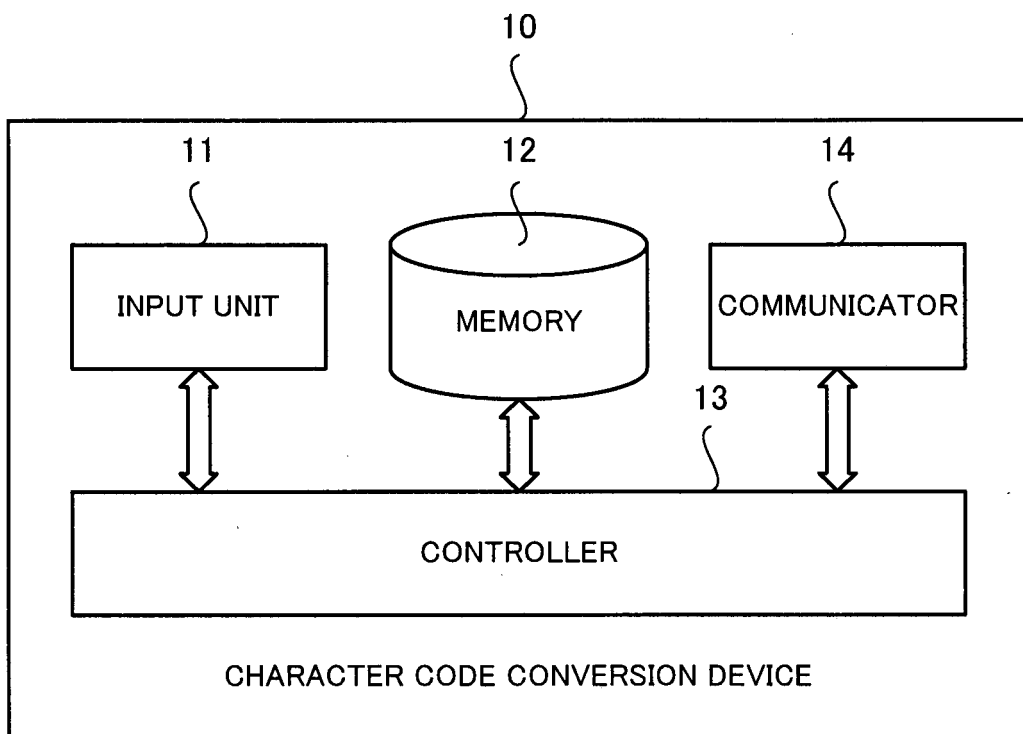 10
11
12
14
INPUT UNIT
MEMORY
COMMUNICATOR
13
CONTROLLER
CHARACTER CODE CONVERSION DEVICE